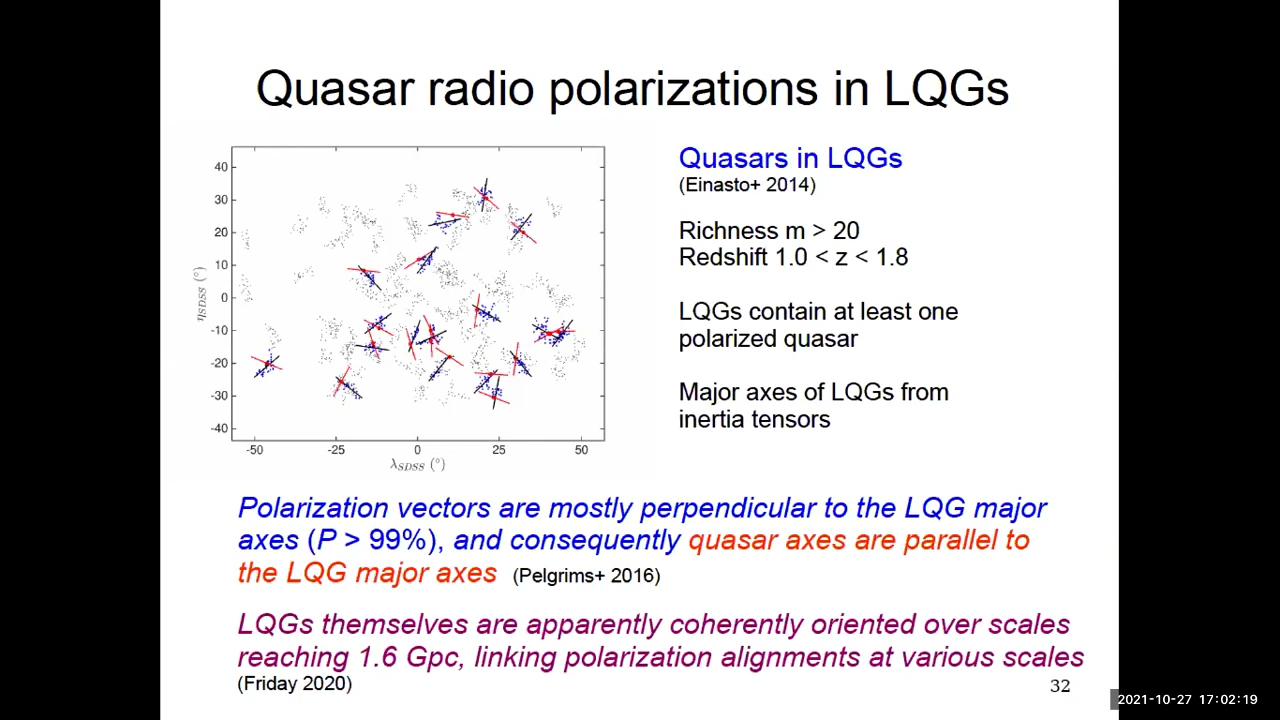 Quasar radio polarizations in LQGs
40
30
20
10
0
-10
-20
-30
-40
ηSDSS (°)
-50 -25 0 25 50
λSDSS (°)
Quasars in LQGs
(Einasto+ 2014)
Richness m > 20
Redshift 1.0 < z < 1.8
LQGs contain at least one
polarized quasar
Major axes of LQGs from
inertia tensors
Polarization vectors are mostly perpendicular to the LQG major
axes (P > 99%), and consequently quasar axes are parallel to
the LQG major axes (Pelgrims+ 2016)
LQGs themselves are apparently coherently oriented over scales
reaching 1.6 Gpc, linking polarization alignments at various scales
(Friday 2020)
32
2021-10-27 17:02:19